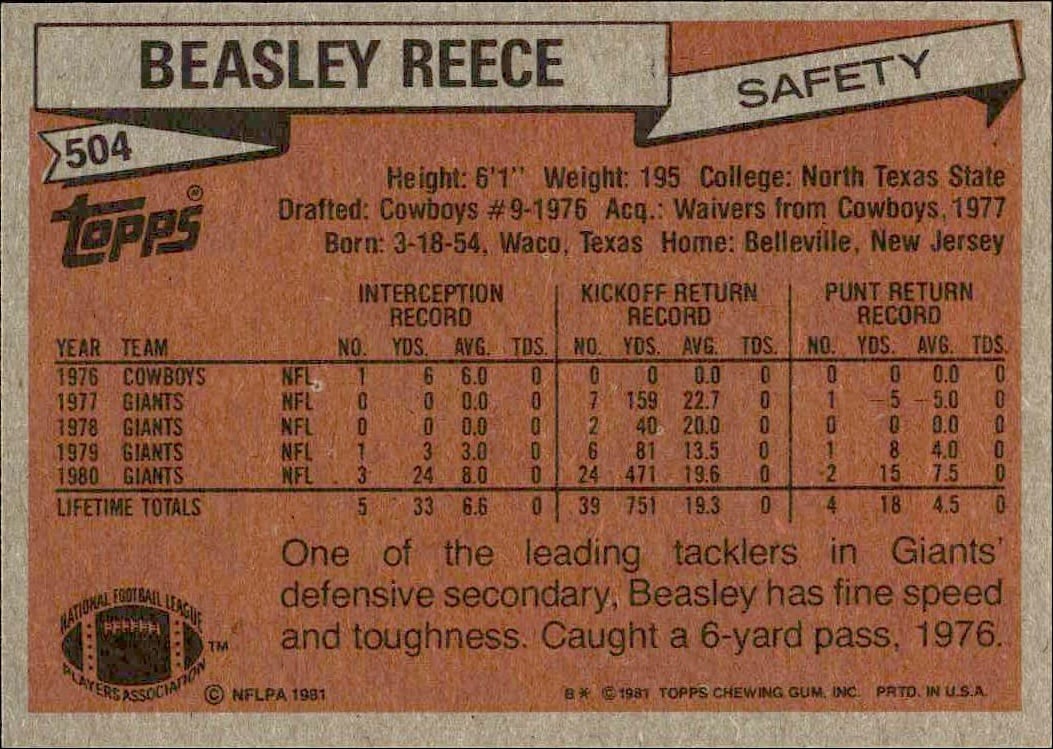 BEASLEY REECE
SAFETY
504
Topps®
Height: 6'1" Weight: 195 College: North Texas State
Drafted: Cowboys #9-1976 Acq.: Waivers from Cowboys, 1977
Born: 3-18-54, Waco, Texas Home: Belleville, New Jersey
INTERCEPTION RECORD KICKOFF RETURN RECORD PUNT RETURN RECORD
YEAR TEAM NO. YDS. AVG. TDS. NO. YDS. AVG. TDS. NO. YDS. AVG. TDS.
1976 COWBOYS NFL 1 6 6.0 0 0 0 0.0 0 0 0 0.0 0
1977 GIANTS NFL 0 0 0.0 0 7 159 22.7 0 1 -5 -5.0 0
1978 GIANTS NFL 0 0 0.0 0 2 40 20.0 0 0 0 0.0 0
1979 GIANTS NFL 1 3 3.0 0 6 81 13.5 0 1 8 4.0 0
1980 GIANTS NFL 3 24 8.0 0 24 471 19.6 0 2 15 7.5 0
LIFETIME TOTALS 5 33 6.6 0 39 751 19.3 0 4 18 4.5 0
One of the leading tacklers in Giants'
defensive secondary, Beasley has fine speed
and toughness. Caught a 6-yard pass, 1976.
NATIONAL FOOTBALL LEAGUE
PLAYERS ASSOCIATION ™
© NFLPA 1981 B* © 1981 TOPPS CHEWING GUM, INC. PRTD. IN U.S.A.